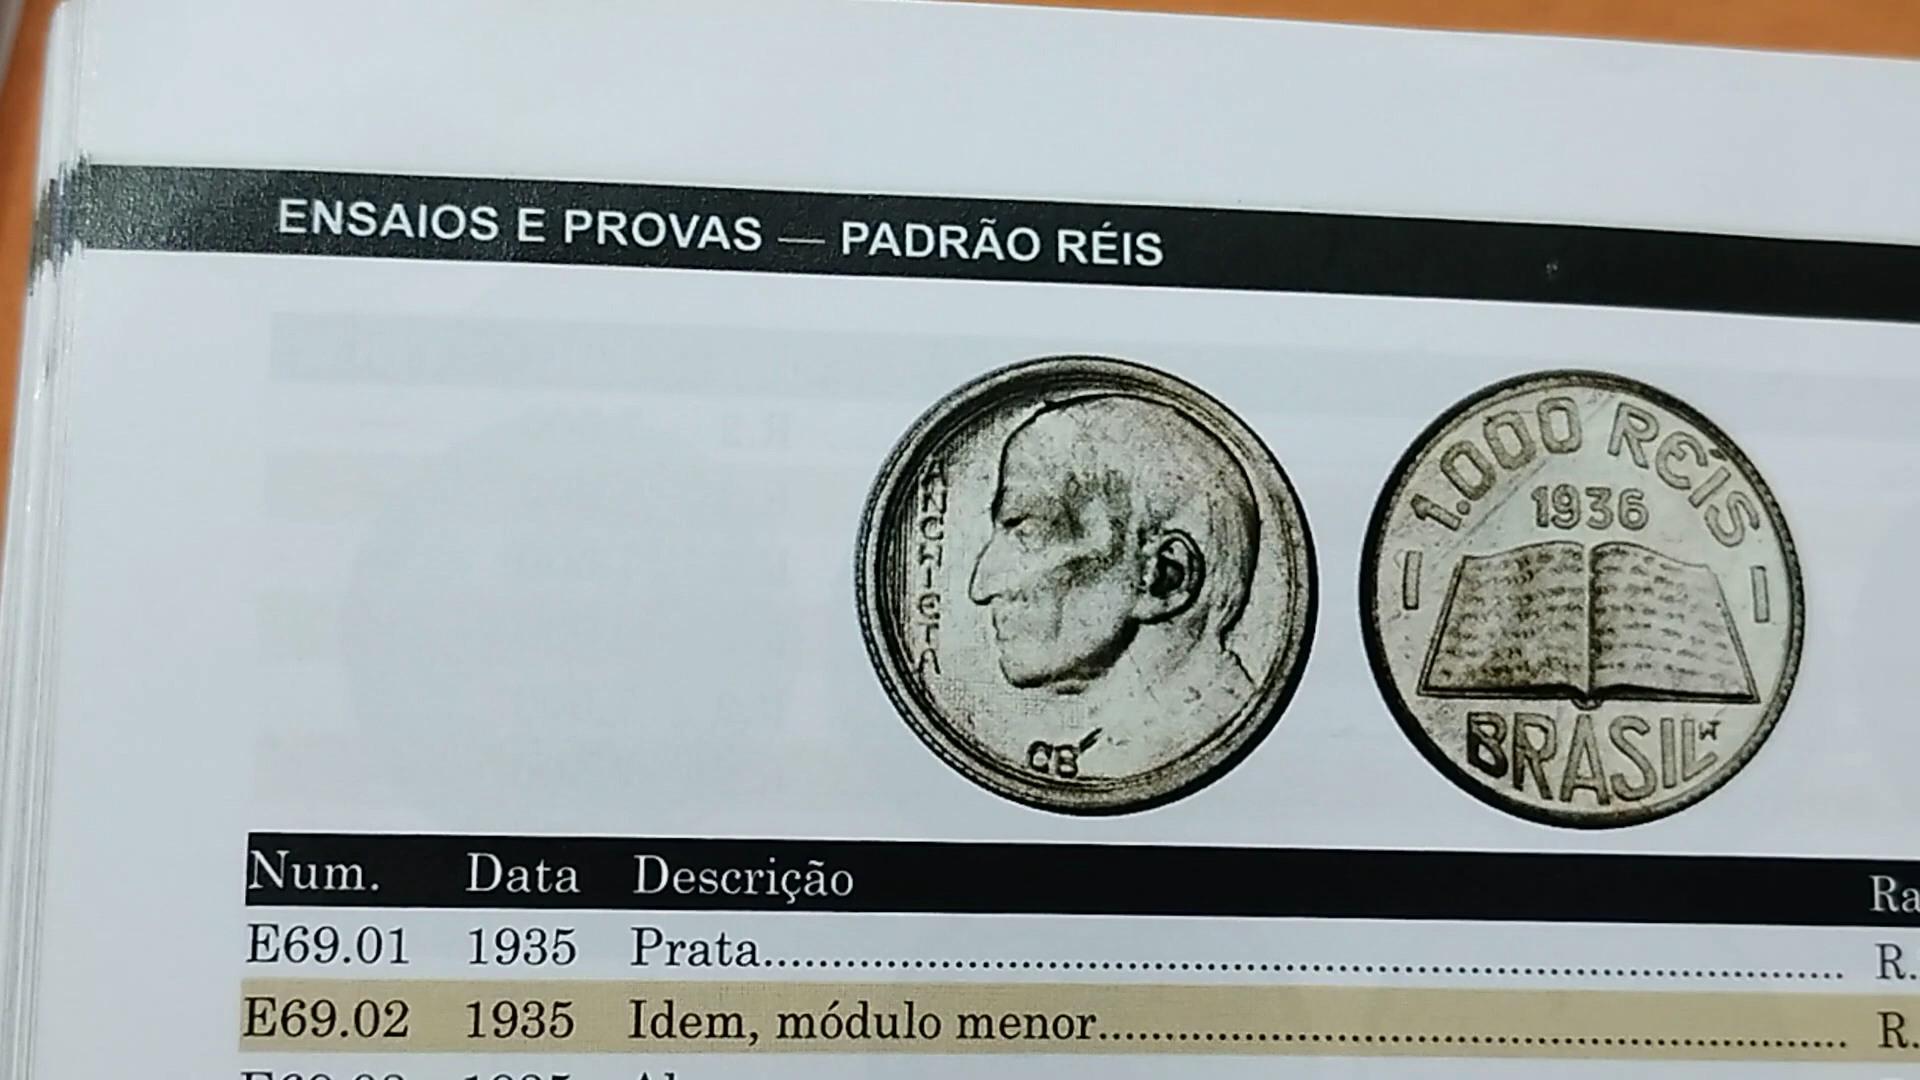 ENSAIOS E PROVAS — PADRÃO RÉIS
ANCHIETA
CB
1.000 REIS
1936
BRASIL
Num. Data Descrição
E69.01 1935 Prata
E69.02 1935 Idem, módulo menor